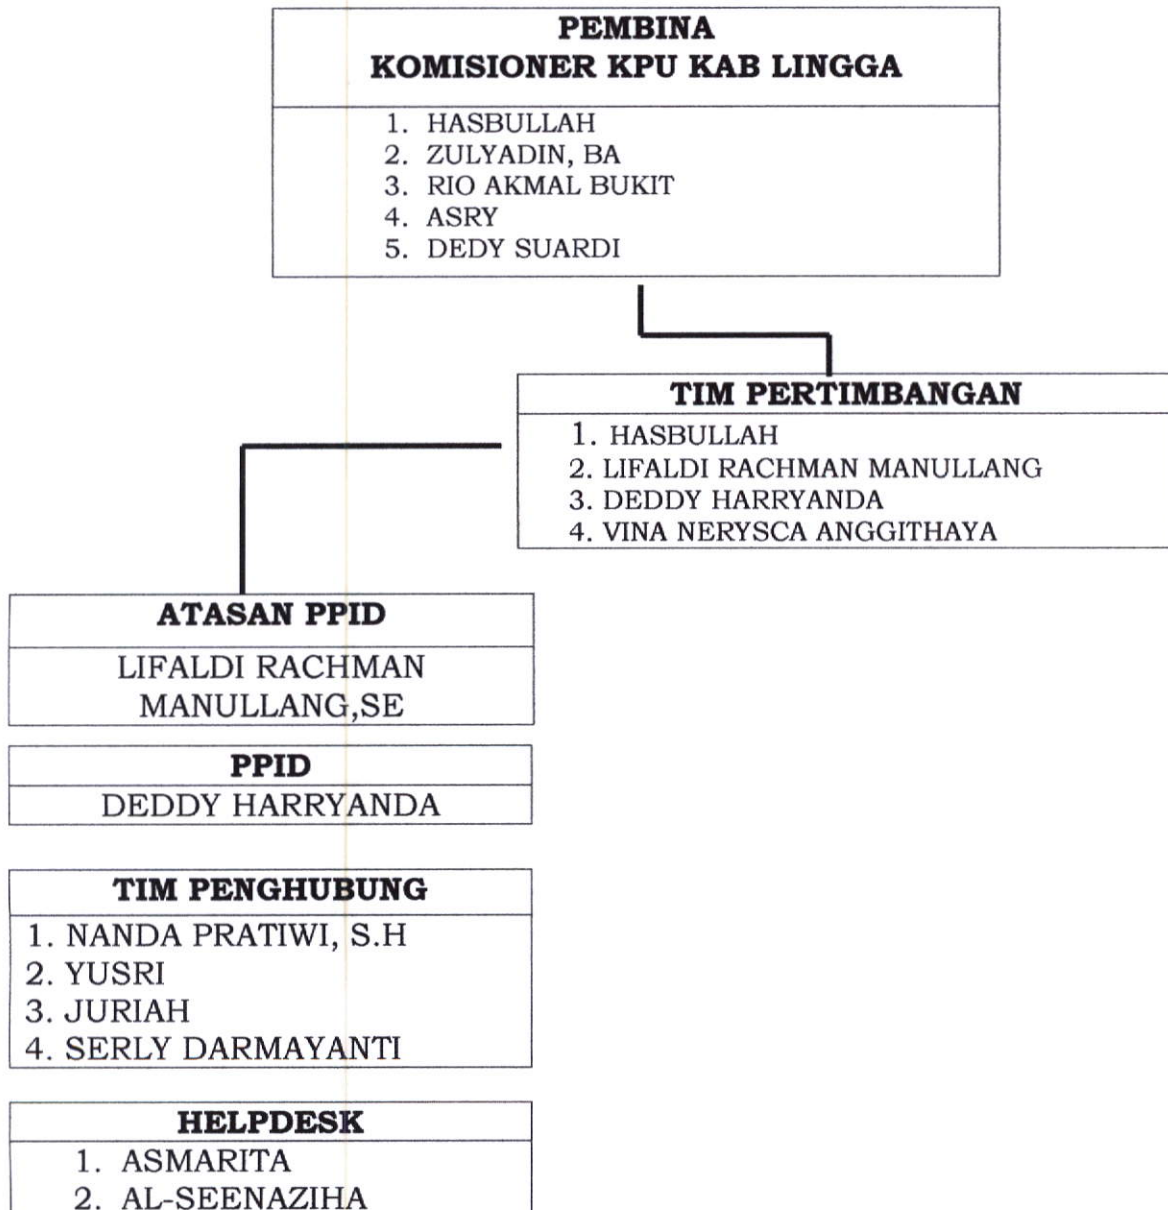 PEMBINA
KOMISIONER KPU KAB LINGGA
1. HASBULLAH
2. ZULYADIN, BA
3. RIO AKMAL BUKIT
4. ASRY
5. DEDY SUARDI
TIM PERTIMBANGAN
1. HASBULLAH
2. LIFALDI RACHMAN MANULLANG
3. DEDDY HARRYANDA
4. VINA NERYSCA ANGGITHAYA
ATASAN PPID
LIFALDI RACHMAN
MANULLANG,SE
PPID
DEDDY HARRYANDA
TIM PENGHUBUNG
1. NANDA PRATIWI, S.H
2. YUSRI
3. JURIAH
4. SERLY DARMAYANTI
HELPDESK
1. ASMARITA
2. AL-SEENAZIHA